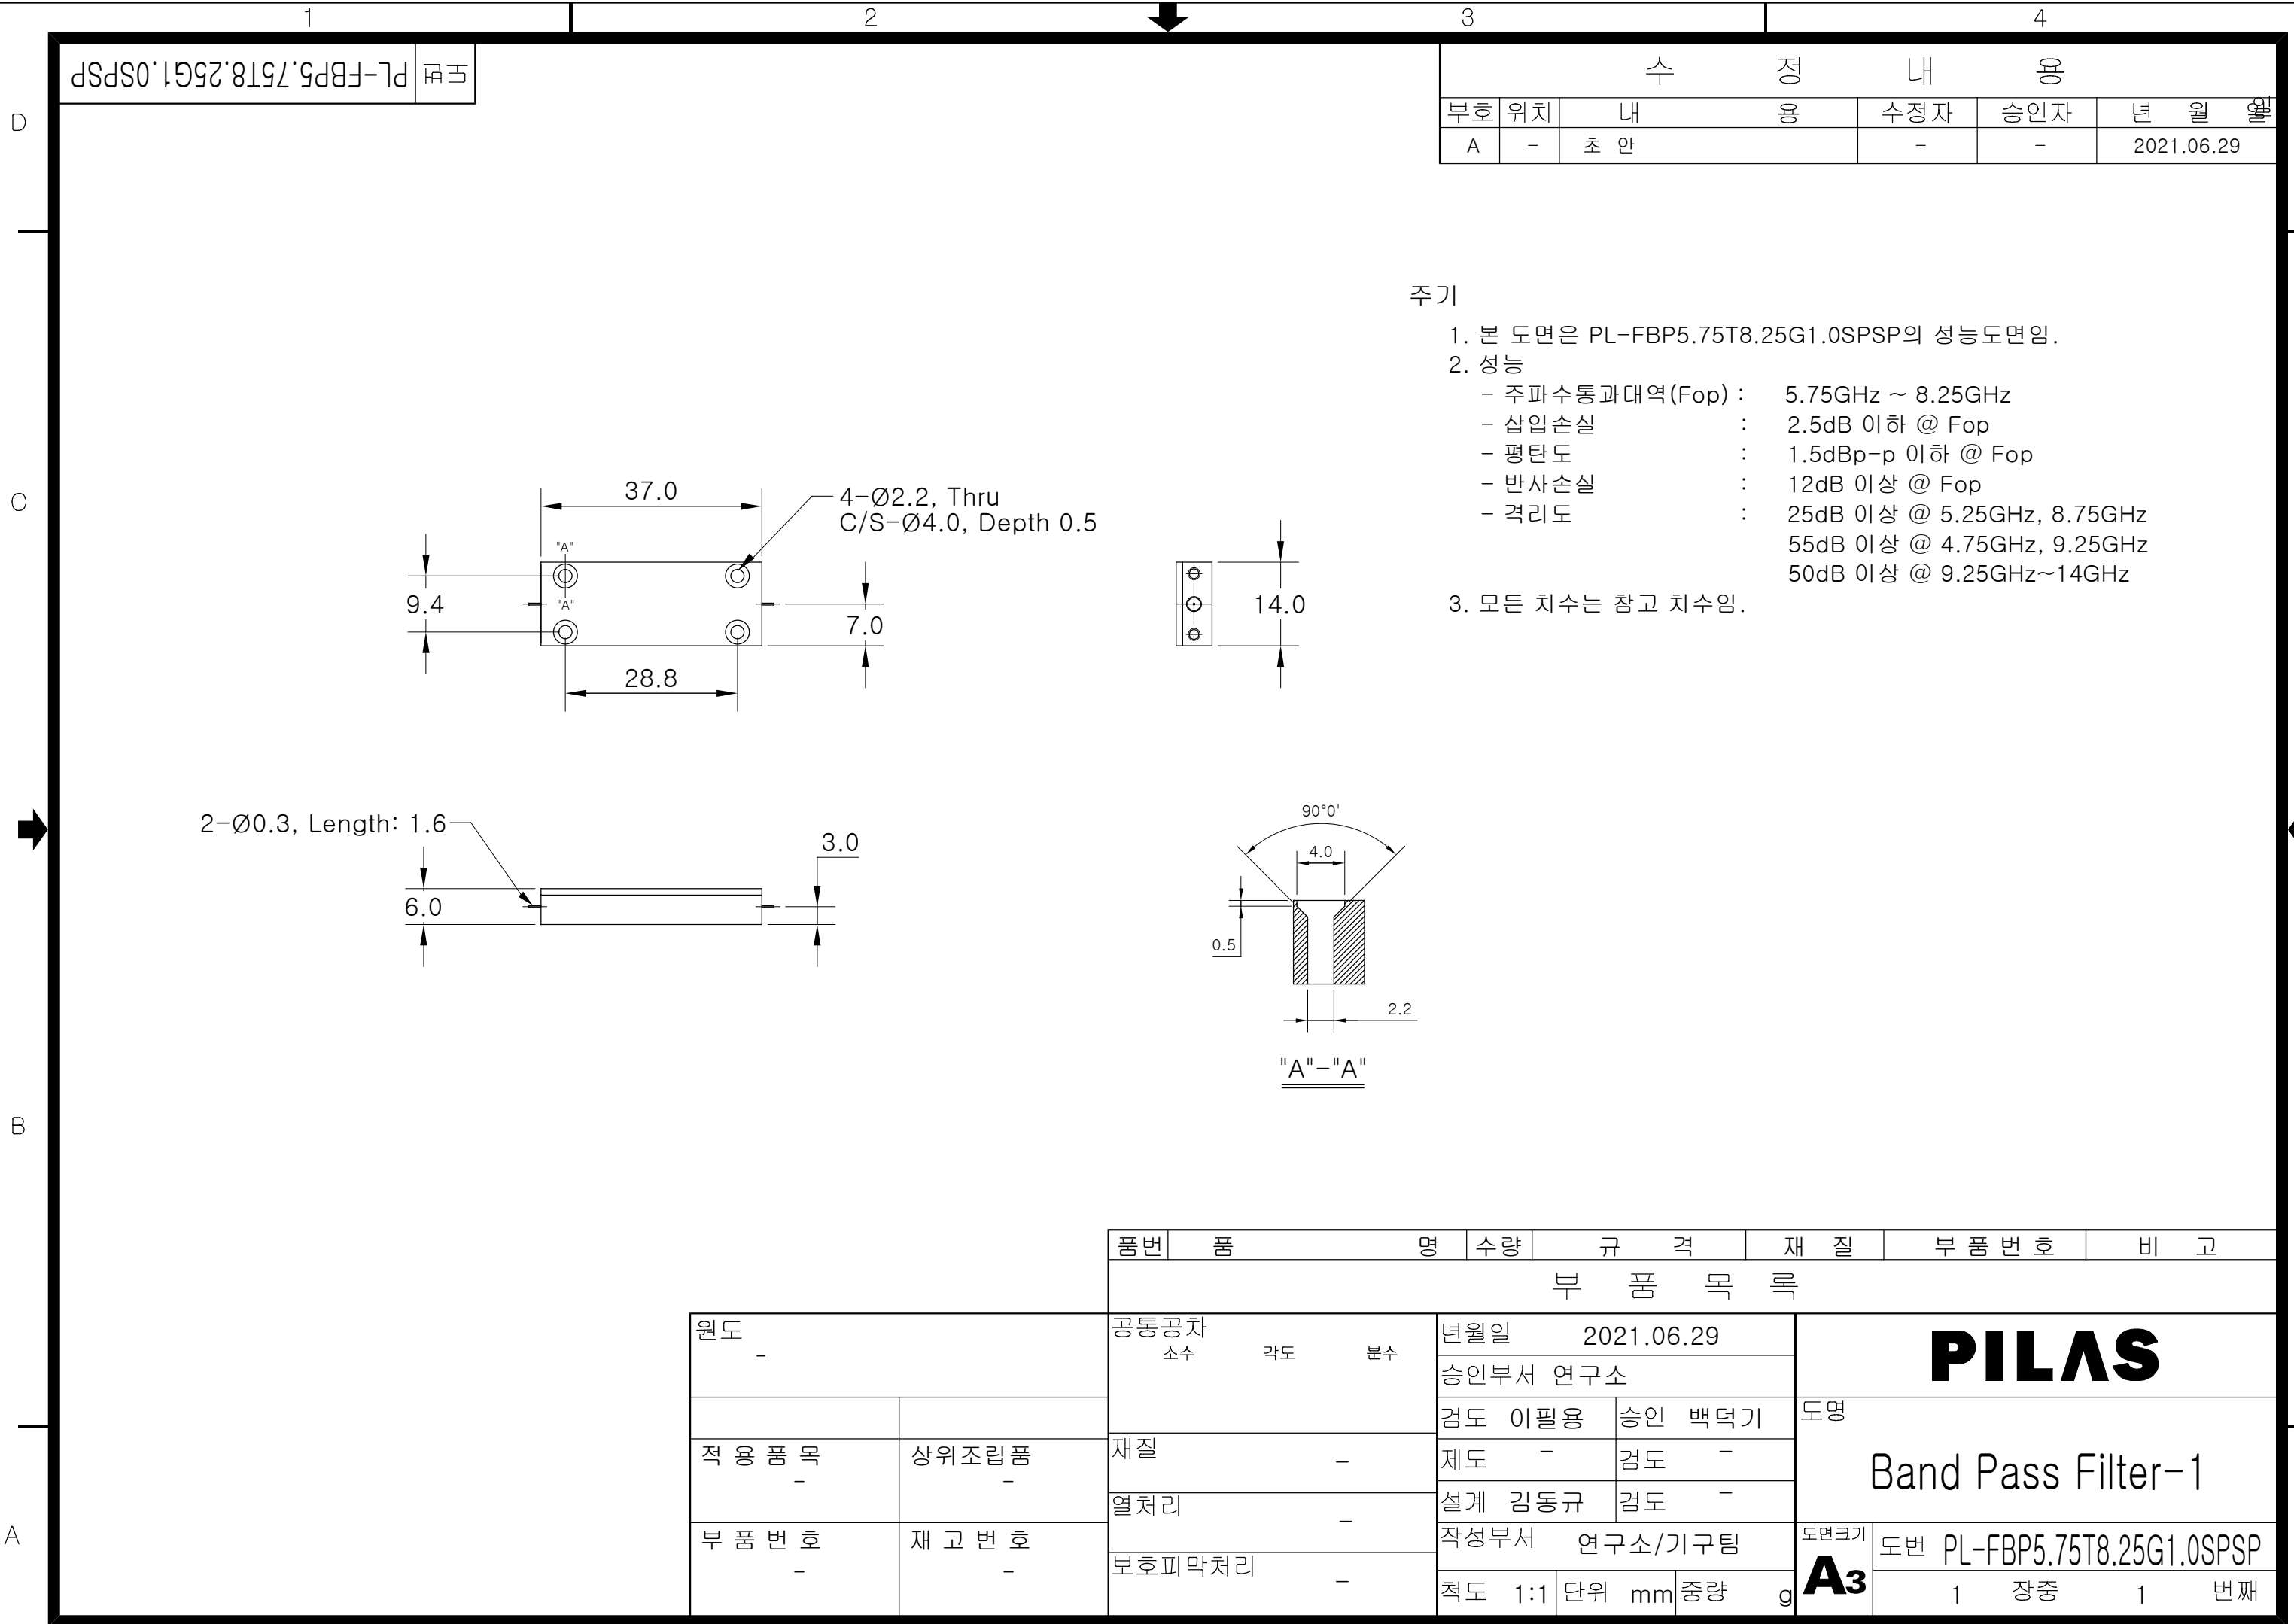 1 2 3 4
도번 PL-FBP5.75T8.25G1.0SPSP
수 정 내 용
부호 위치 내 용 수정자 승인자 년 월 일
A - 초 안 - - 2021.06.29
D
C
B
A
주기
1. 본 도면은 PL-FBP5.75T8.25G1.0SPSP의 성능도면임.
2. 성능
- 주파수통과대역(Fop) : 5.75GHz ~ 8.25GHz
- 삽입손실 : 2.5dB 이하 @ Fop
- 평탄도 : 1.5dBp-p 이하 @ Fop
- 반사손실 : 12dB 이상 @ Fop
- 격리도 : 25dB 이상 @ 5.25GHz, 8.75GHz
55dB 이상 @ 4.75GHz, 9.25GHz
50dB 이상 @ 9.25GHz~14GHz
3. 모든 치수는 참고 치수임.
37.0
4-Ø2.2, Thru
C/S-Ø4.0, Depth 0.5
"A"
"A"
9.4
7.0
28.8
14.0
2-Ø0.3, Length: 1.6
3.0
6.0
90°0'
4.0
0.5
2.2
"A"-"A"
품번 품 명 수량 규 격 재 질 부 품 번 호 비 고
부 품 목 록
원도
-
적 용 품 목
-
상위조립품
-
부 품 번 호
-
재 고 번 호
-
공통공차
소수 각도 분수
재질 -
열처리 -
보호피막처리 -
년월일 2021.06.29
승인부서 연구소
검도 이필용 승인 백덕기
제도 - 검도 -
설계 김동규 검도 -
작성부서 연구소/기구팀
척도 1:1 단위 mm 중량 g
PILAS
도명
Band Pass Filter-1
도면크기
A3
도번 PL-FBP5.75T8.25G1.0SPSP
1 장중 1 번째